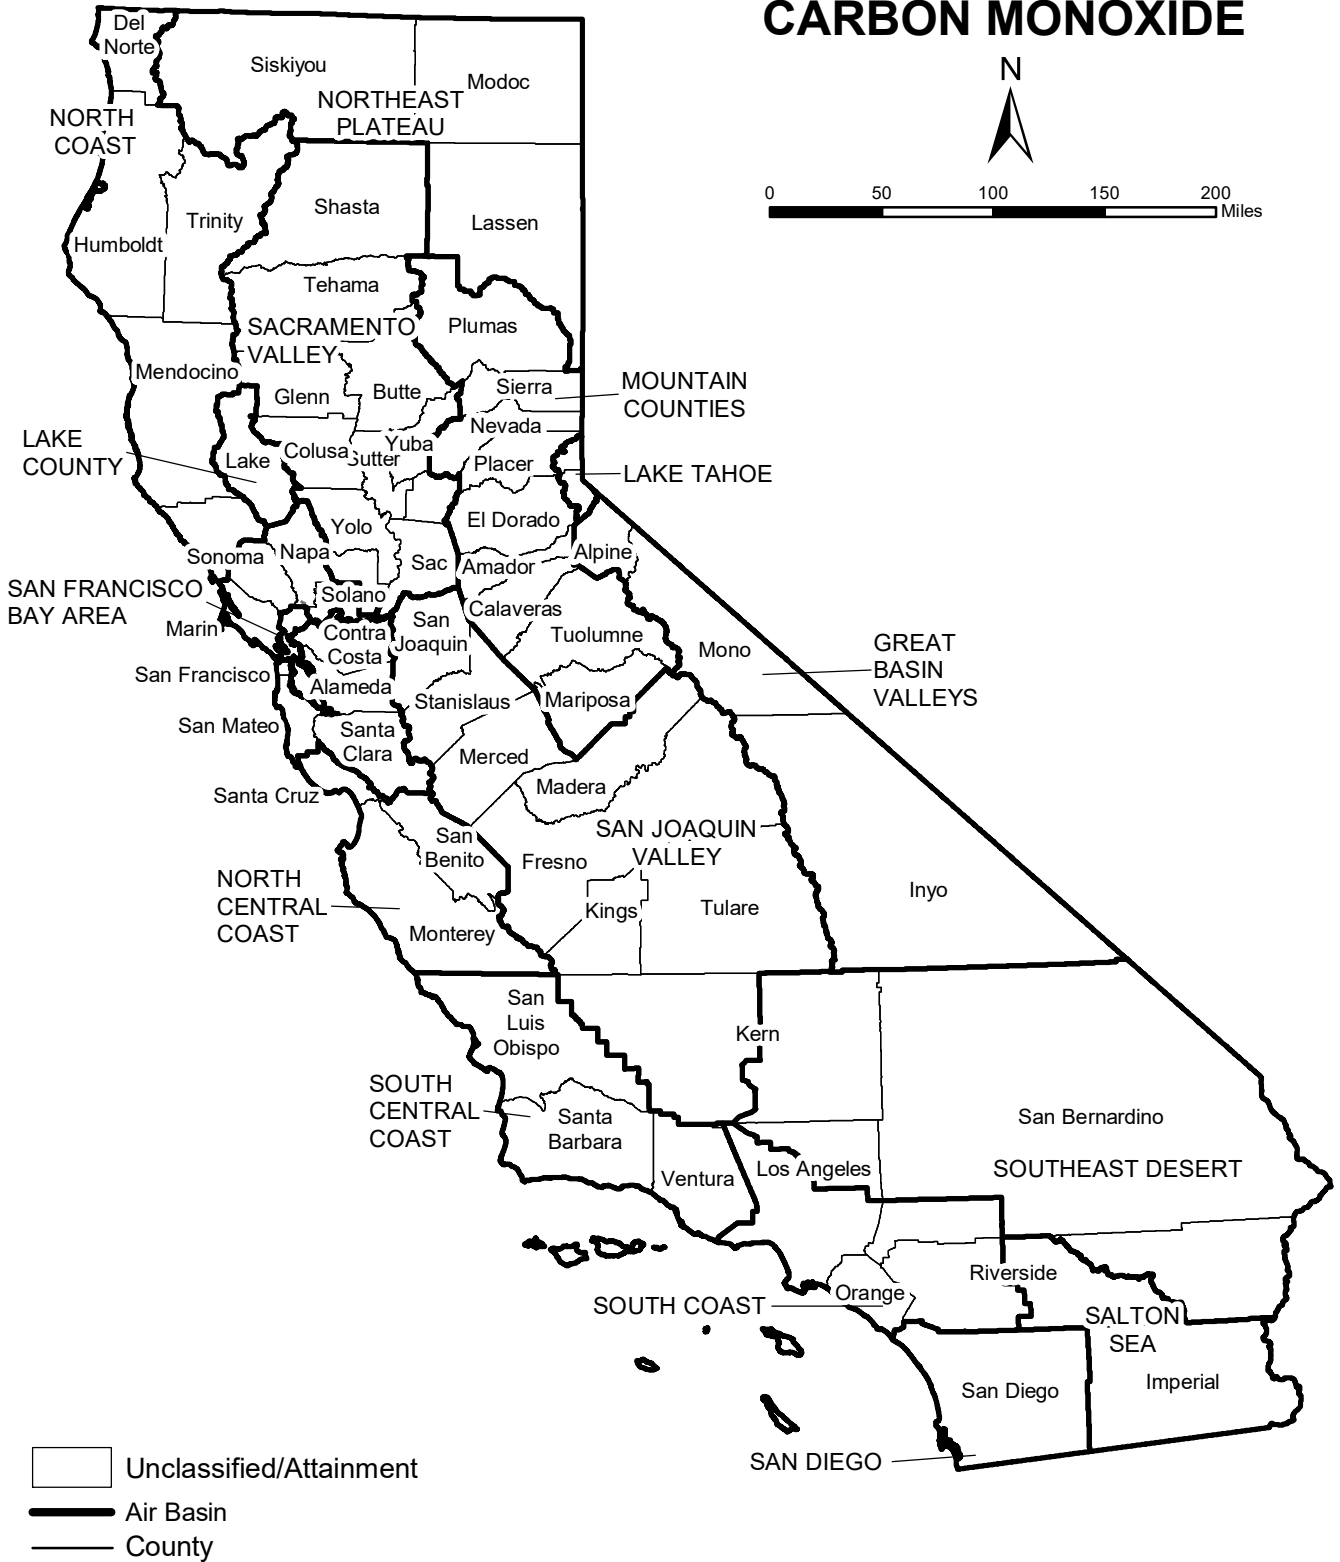 CARBON MONOXIDE
N
0 50 100 150 200
Miles
Del
Norte
Siskiyou
Modoc
NORTHEAST
PLATEAU
NORTH
COAST
Shasta
Trinity
Lassen
Humboldt
Tehama
SACRAMENTO
VALLEY
Plumas
Mendocino
Glenn
Butte
Sierra
MOUNTAIN
COUNTIES
Nevada
LAKE
COUNTY
Lake
Colusa
Sutter
Yuba
Placer
LAKE TAHOE
El Dorado
Yolo
Sonoma
Napa
Sac
Amador
Alpine
SAN FRANCISCO
BAY AREA
Solano
Marin
Calaveras
San
Joaquin
Contra
Costa
Tuolumne
Mono
GREAT
BASIN
VALLEYS
San Francisco
Alameda
Stanislaus
Mariposa
San Mateo
Santa
Clara
Merced
Madera
Santa Cruz
San
Benito
SAN JOAQUIN
VALLEY
Fresno
NORTH
CENTRAL
COAST
Kings
Tulare
Inyo
Monterey
San
Luis
Obispo
Kern
SOUTH
CENTRAL
COAST
Santa
Barbara
San Bernardino
Ventura
Los Angeles
SOUTHEAST DESERT
Riverside
Orange
SOUTH COAST
SALTON
SEA
San Diego
Imperial
SAN DIEGO
Unclassified/Attainment
Air Basin
County